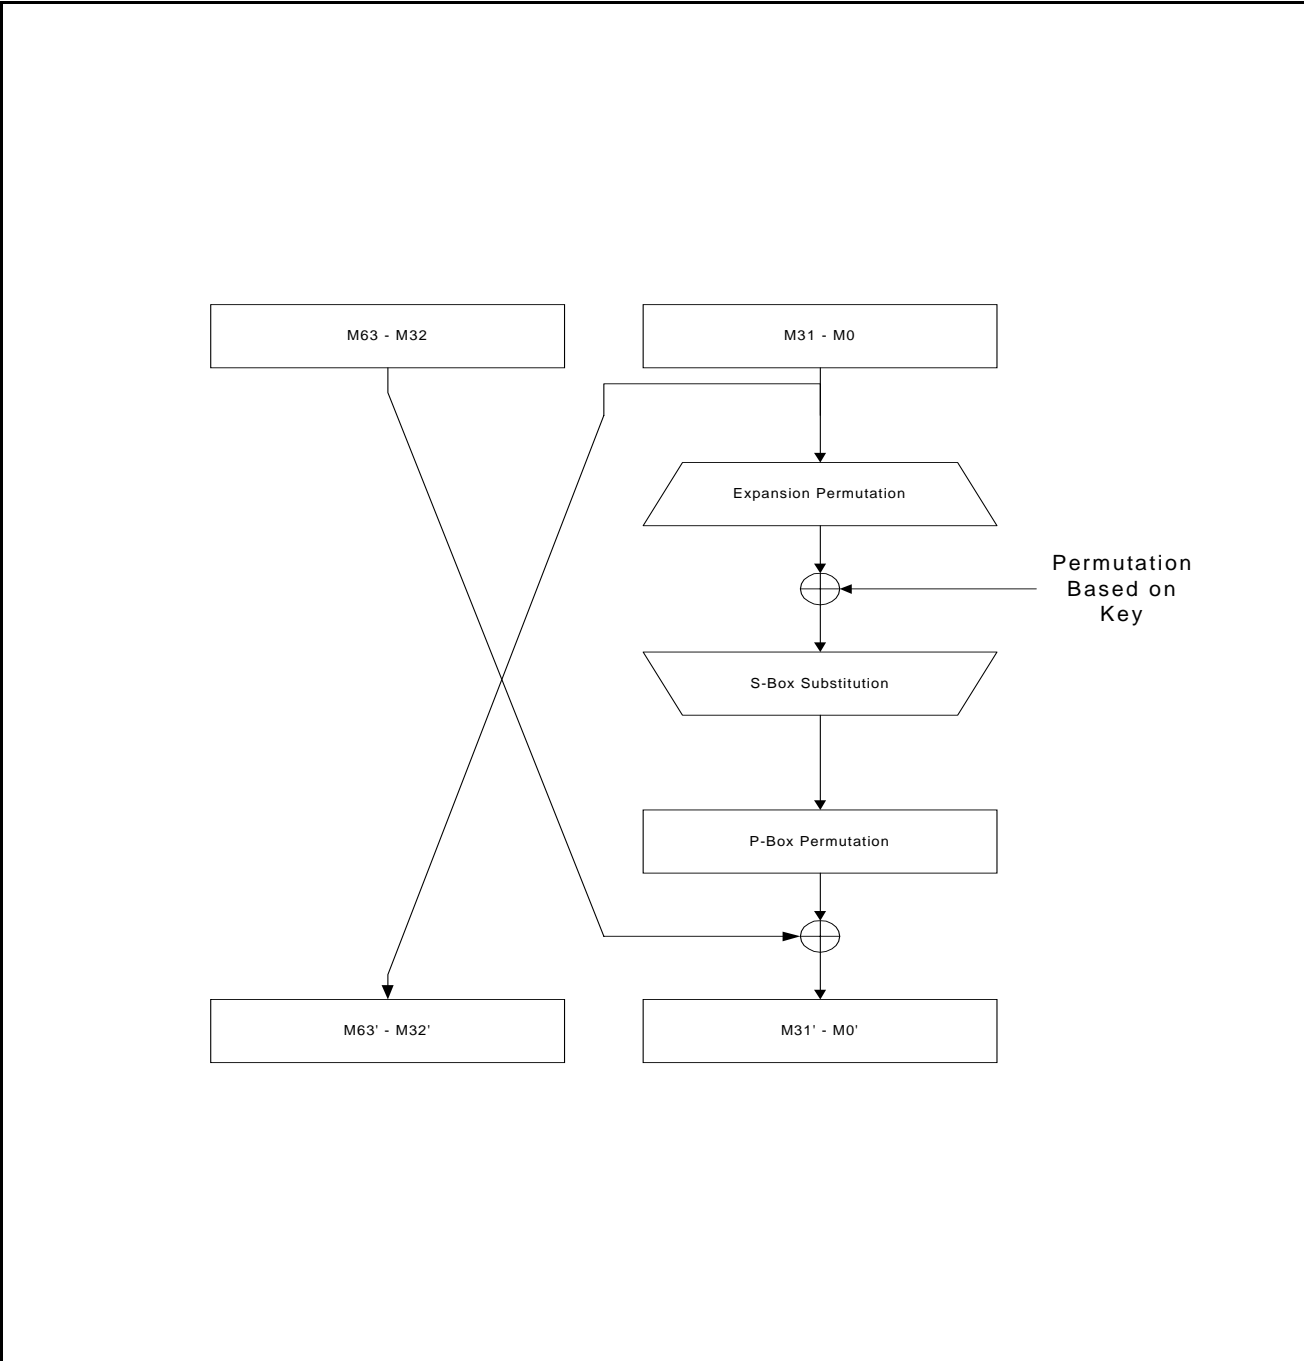 M63 - M32
M31 - M0
Expansion Permutation
Permutation
Based on
Key
S-Box Substitution
P-Box Permutation
M63' - M32'
M31' - M0'